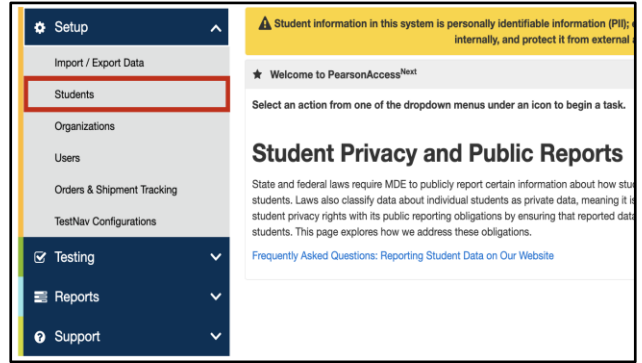 Setup
Import / Export Data
Students
Organizations
Users
Orders & Shipment Tracking
TestNav Configurations
Testing
Reports
Support
Student information in this system is personally identifiable information (PII);
internally, and protect it from external
Welcome to PearsonAccessNext
Select an action from one of the dropdown menus under an icon to begin a task.
Student Privacy and Public Reports
State and federal laws require MDE to publicly report certain information about how
students. Laws also classify data about individual students as private data, meaning it is
student privacy rights with its public reporting obligations by ensuring that reported data
students. This page explores how we address these obligations.
Frequently Asked Questions: Reporting Student Data on Our Website